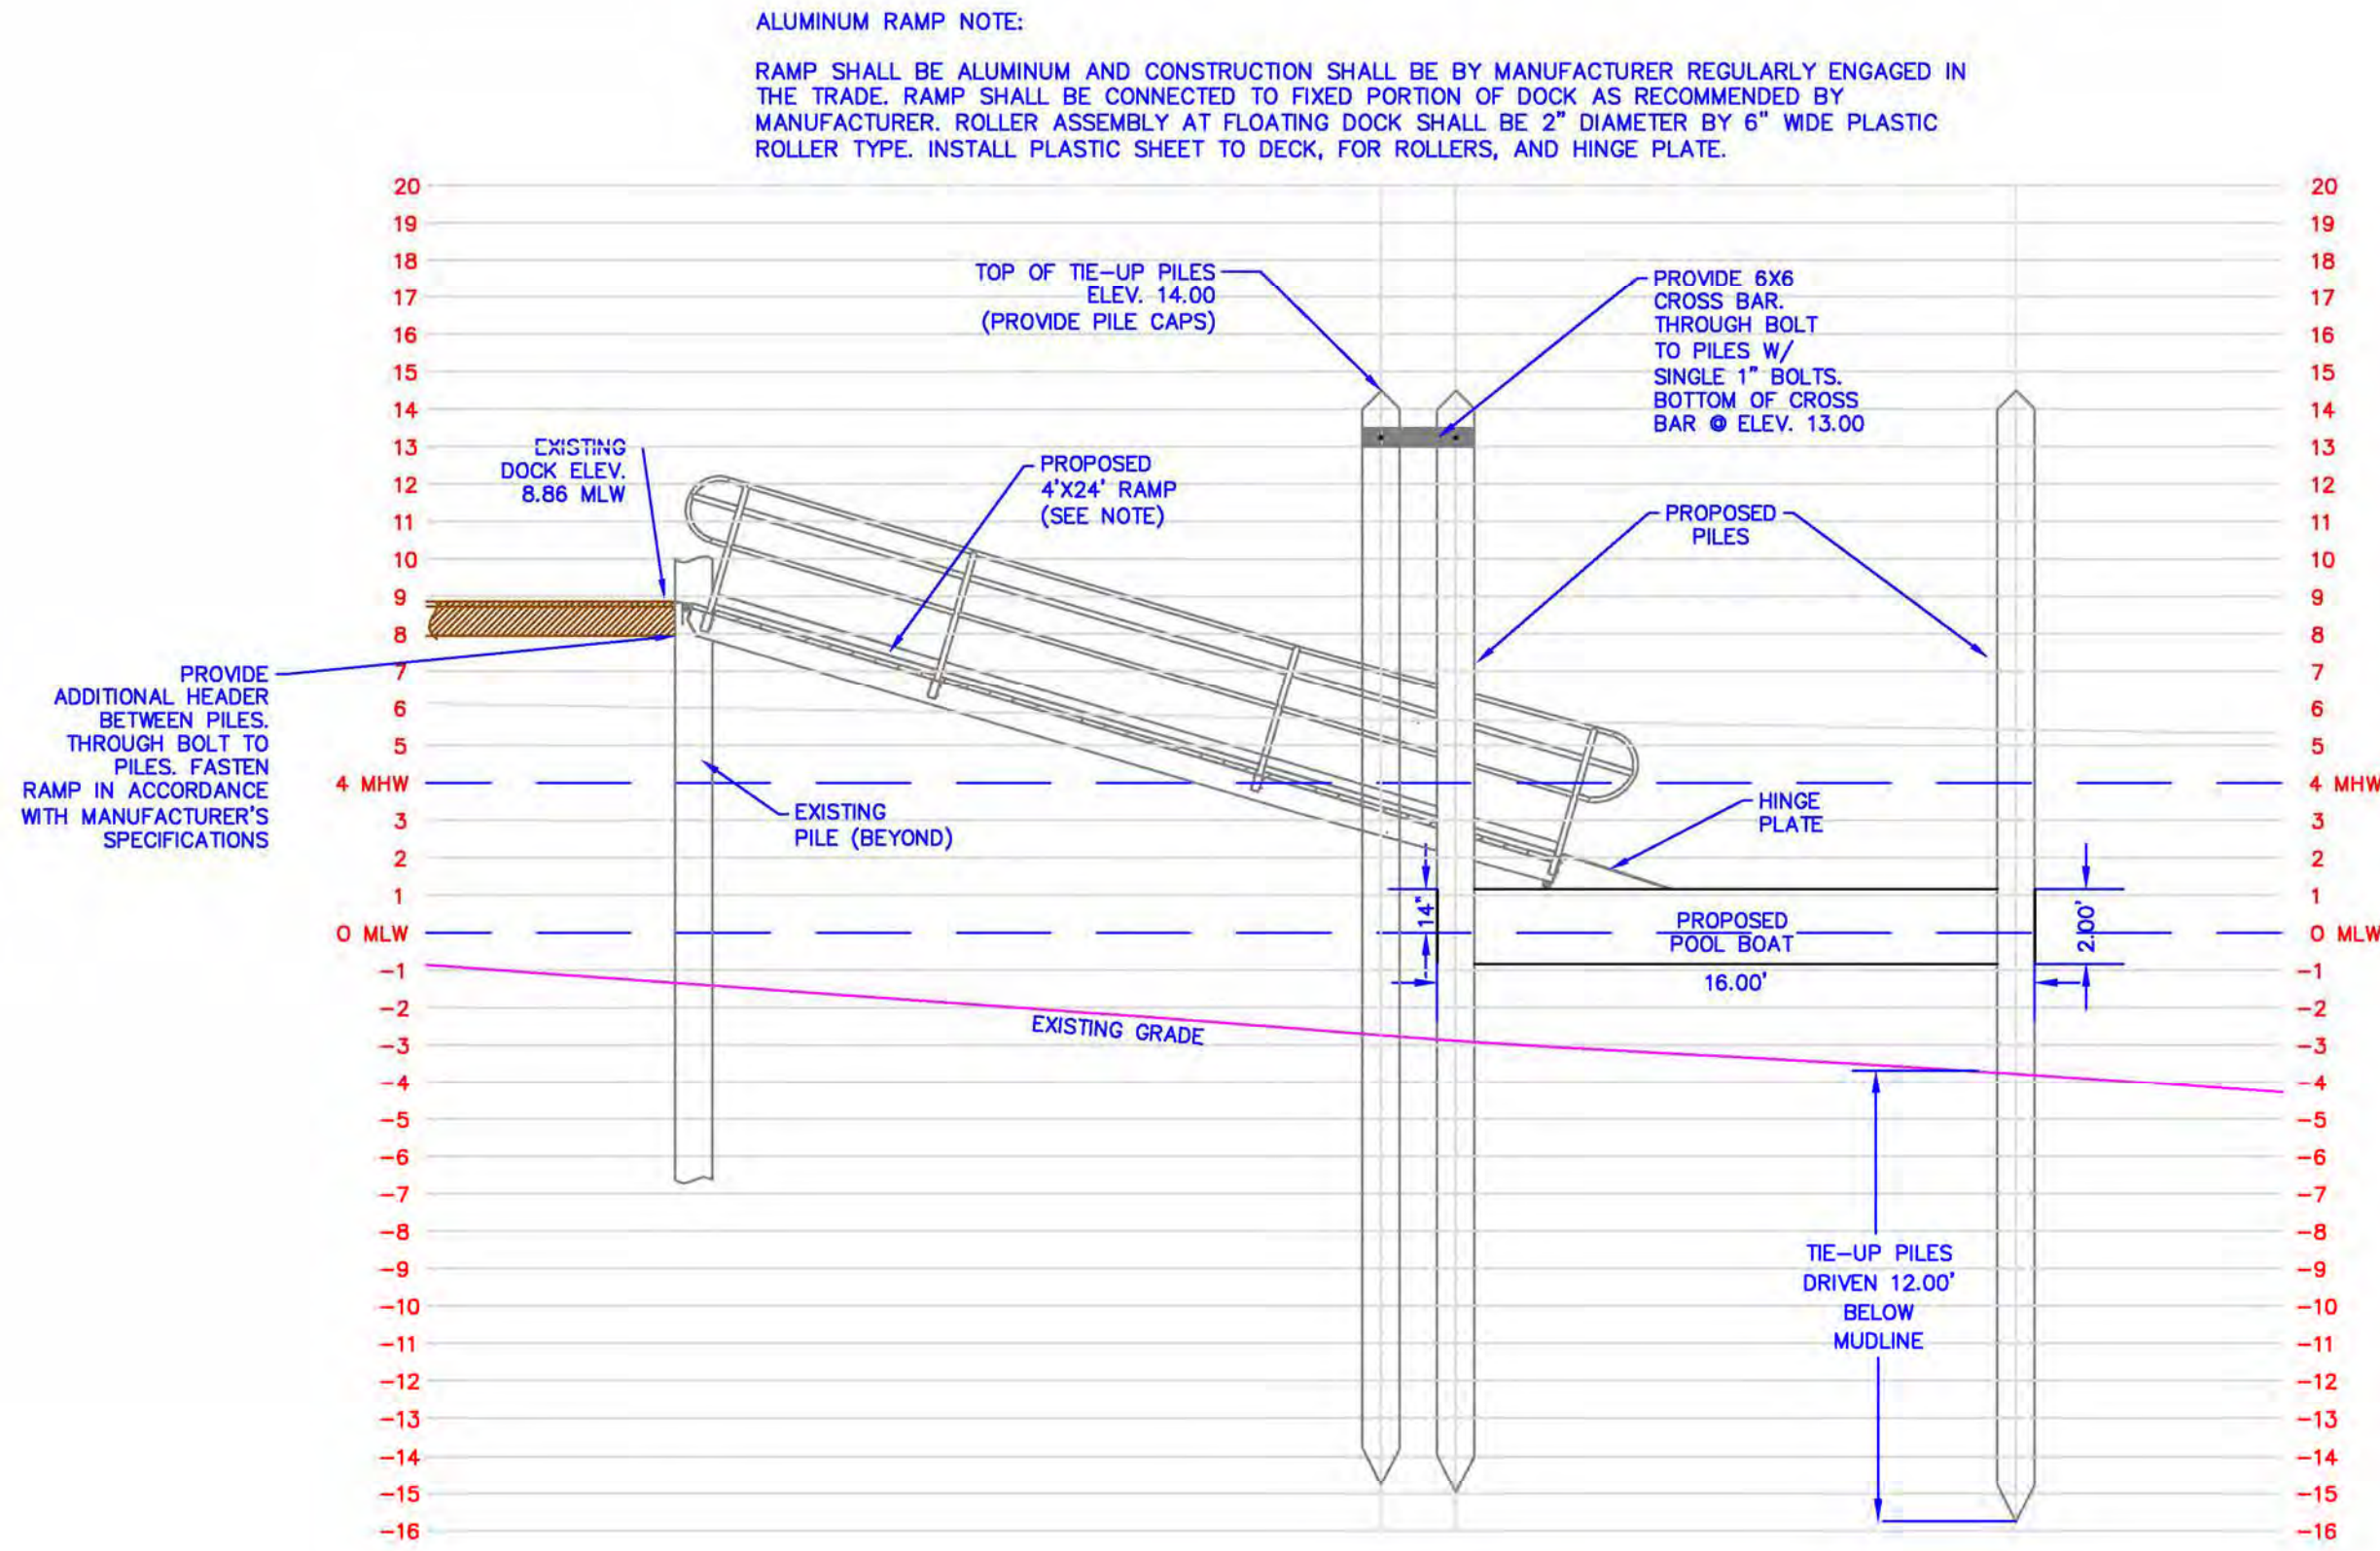 ALUMINUM RAMP NOTE:
RAMP SHALL BE ALUMINUM AND CONSTRUCTION SHALL BE BY MANUFACTURER REGULARLY ENGAGED IN
THE TRADE. RAMP SHALL BE CONNECTED TO FIXED PORTION OF DOCK AS RECOMMENDED BY
MANUFACTURER. ROLLER ASSEMBLY AT FLOATING DOCK SHALL BE 2" DIAMETER BY 6" WIDE PLASTIC
ROLLER TYPE. INSTALL PLASTIC SHEET TO DECK, FOR ROLLERS, AND HINGE PLATE.
20
19
18
17
16
15
14
13
12
11
10
9
8
7
6
5
4 MHW
3
2
1
0 MLW
-1
-2
-3
-4
-5
-6
-7
-8
-9
-10
-11
-12
-13
-14
-15
-16
PROVIDE
ADDITIONAL HEADER
BETWEEN PILES.
THROUGH BOLT TO
PILES. FASTEN
RAMP IN ACCORDANCE
WITH MANUFACTURER'S
SPECIFICATIONS
EXISTING
DOCK ELEV.
8.86 MLW
TOP OF TIE-UP PILES
ELEV. 14.00
(PROVIDE PILE CAPS)
PROVIDE 6X6
CROSS BAR.
THROUGH BOLT
TO PILES W/
SINGLE 1" BOLTS.
BOTTOM OF CROSS
BAR @ ELEV. 13.00
PROPOSED
4'X24' RAMP
(SEE NOTE)
PROPOSED
PILES
EXISTING
PILE (BEYOND)
HINGE
PLATE
14"
PROPOSED
POOL BOAT
16.00'
2.00'
EXISTING GRADE
TIE-UP PILES
DRIVEN 12.00'
BELOW
MUDLINE
20
19
18
17
16
15
14
13
12
11
10
9
8
7
6
5
4 MHW
3
2
1
0 MLW
-1
-2
-3
-4
-5
-6
-7
-8
-9
-10
-11
-12
-13
-14
-15
-16